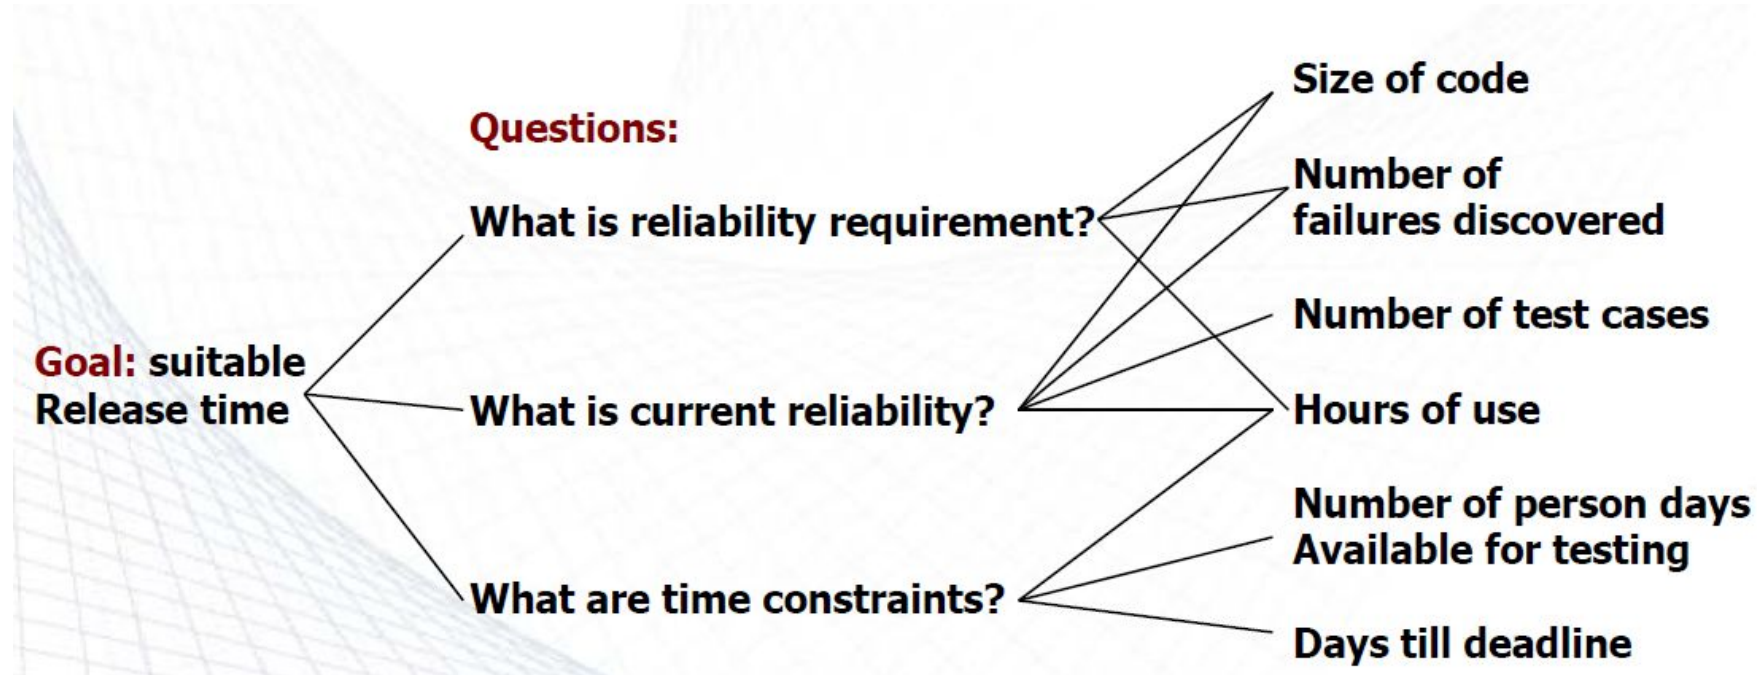 Goal: suitable
Release time
Questions:
What is reliability requirement?
What is current reliability?
What are time constraints?
Size of code
Number of
failures discovered
Number of test cases
Hours of use
Number of person days
Available for testing
Days till deadline